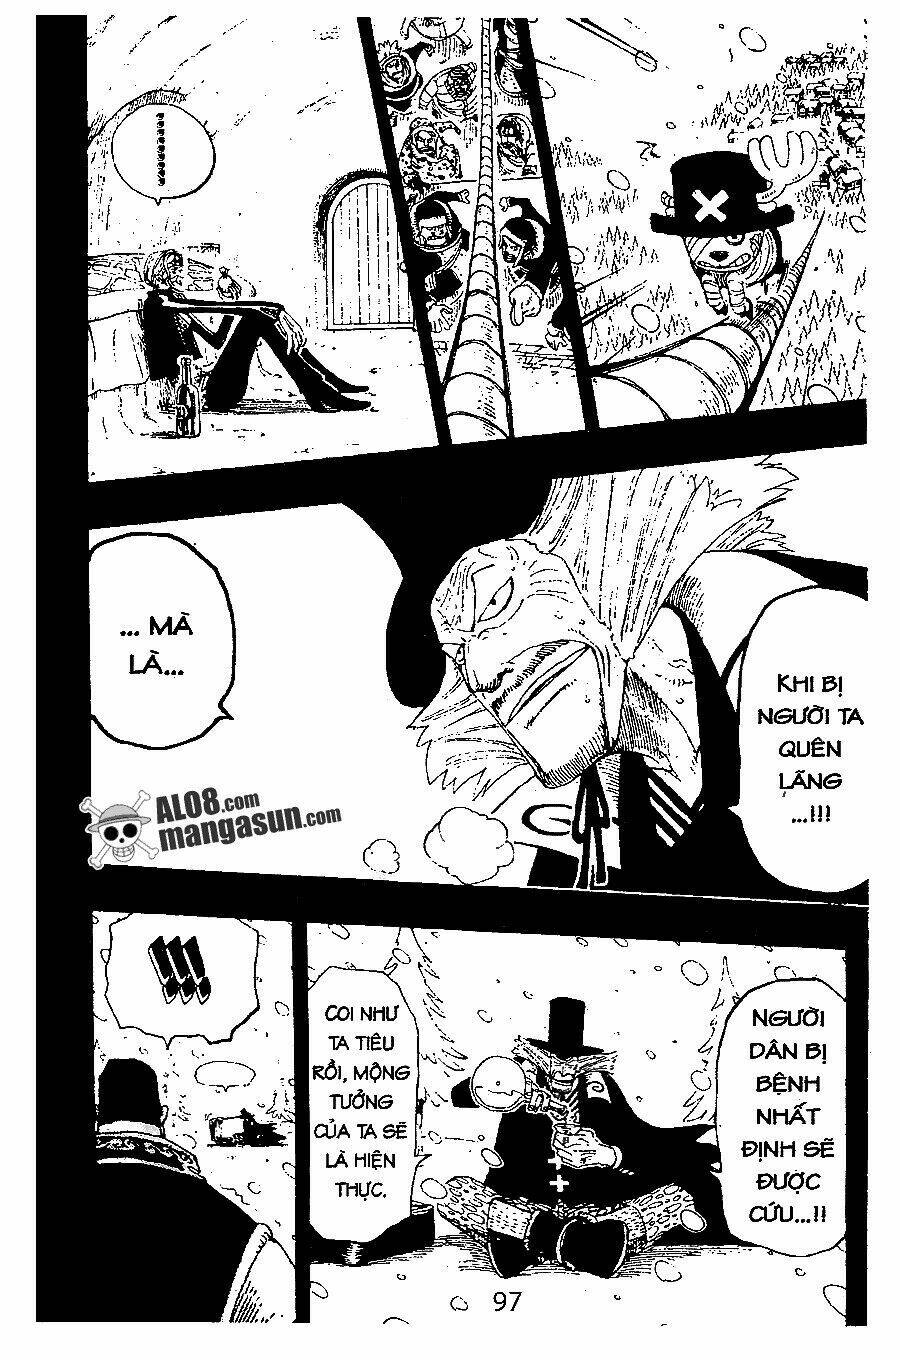 KHI BỊ
NGƯỜI TA
QUÊN
LÃNG
...!!!
... MÀ
LÀ...
AL08.com
mangasun.com
NGƯỜI
DÂN BỊ
BỆNH
NHẤT
ĐỊNH SẼ
ĐƯỢC
CỨU...!!
COI NHƯ
TA TIÊU
RỒI, MỘNG
TƯỞNG
CỦA TA SẼ
LÀ HIỆN
THỰC.
!!!
97